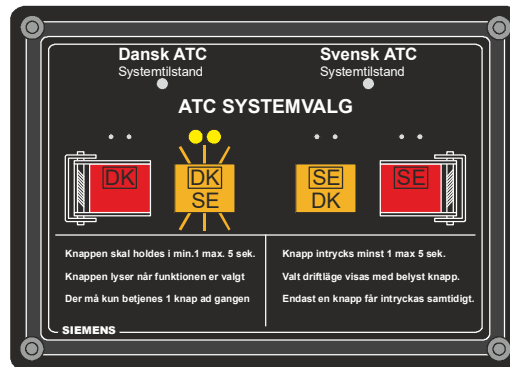 Dansk ATC
Systemtilstand
Svensk ATC
Systemtilstand
ATC SYSTEMVALG
DK
DK
SE
SE
DK
SE
Knappen skal holdes i min.1 max. 5 sek.
Knappen lyser når funktionen er valgt
Der må kun betjenes 1 knap ad gangen
Knapp intrycks minst 1 max 5 sek.
Valt driftläge visas med belyst knapp.
Endast en knapp får intryckas samtidigt.
SIEMENS